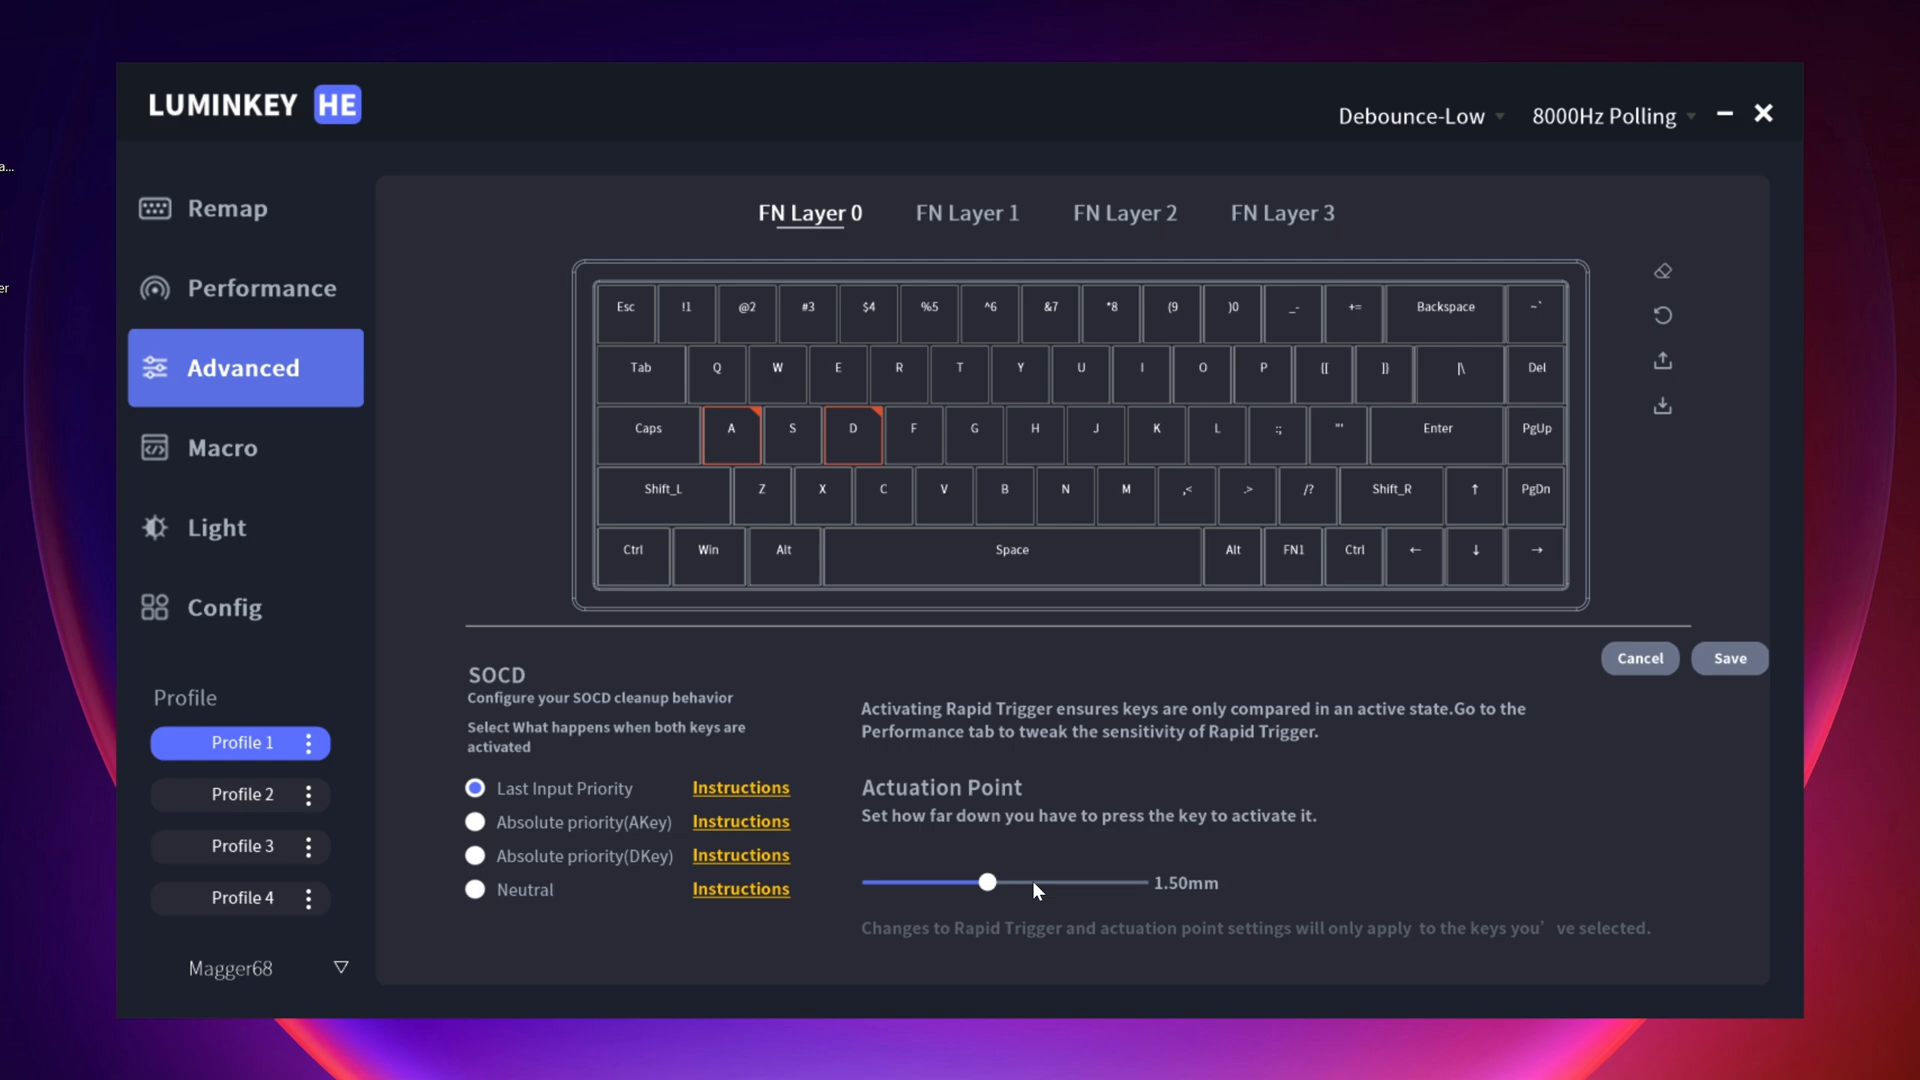 LUMINKEY HE
Debounce-Low
8000Hz Polling
a...
er
Remap
Performance
Advanced
Macro
Light
Config
Profile
Profile 1
Profile 2
Profile 3
Profile 4
Magger68
FN Layer 0 FN Layer 1 FN Layer 2 FN Layer 3
Esc !1 @2 #3 $4 %5 ^6 &7 *8 (9 )0 _- += Backspace ~`
Tab Q W E R T Y U I O P {[ ]} |\ Del
Caps A S D F G H J K L :; "' Enter PgUp
Shift_L Z X C V B N M ,< .> /? Shift_R ↑ PgDn
Ctrl Win Alt Space Alt FN1 Ctrl ← ↓ →
Cancel Save
SOCD
Configure your SOCD cleanup behavior
Select What happens when both keys are
activated
Last Input Priority Instructions
Absolute priority(AKey) Instructions
Absolute priority(DKey) Instructions
Neutral Instructions
Activating Rapid Trigger ensures keys are only compared in an active state.Go to the
Performance tab to tweak the sensitivity of Rapid Trigger.
Actuation Point
Set how far down you have to press the key to activate it.
1.50mm
Changes to Rapid Trigger and actuation point settings will only apply to the keys you' ve selected.